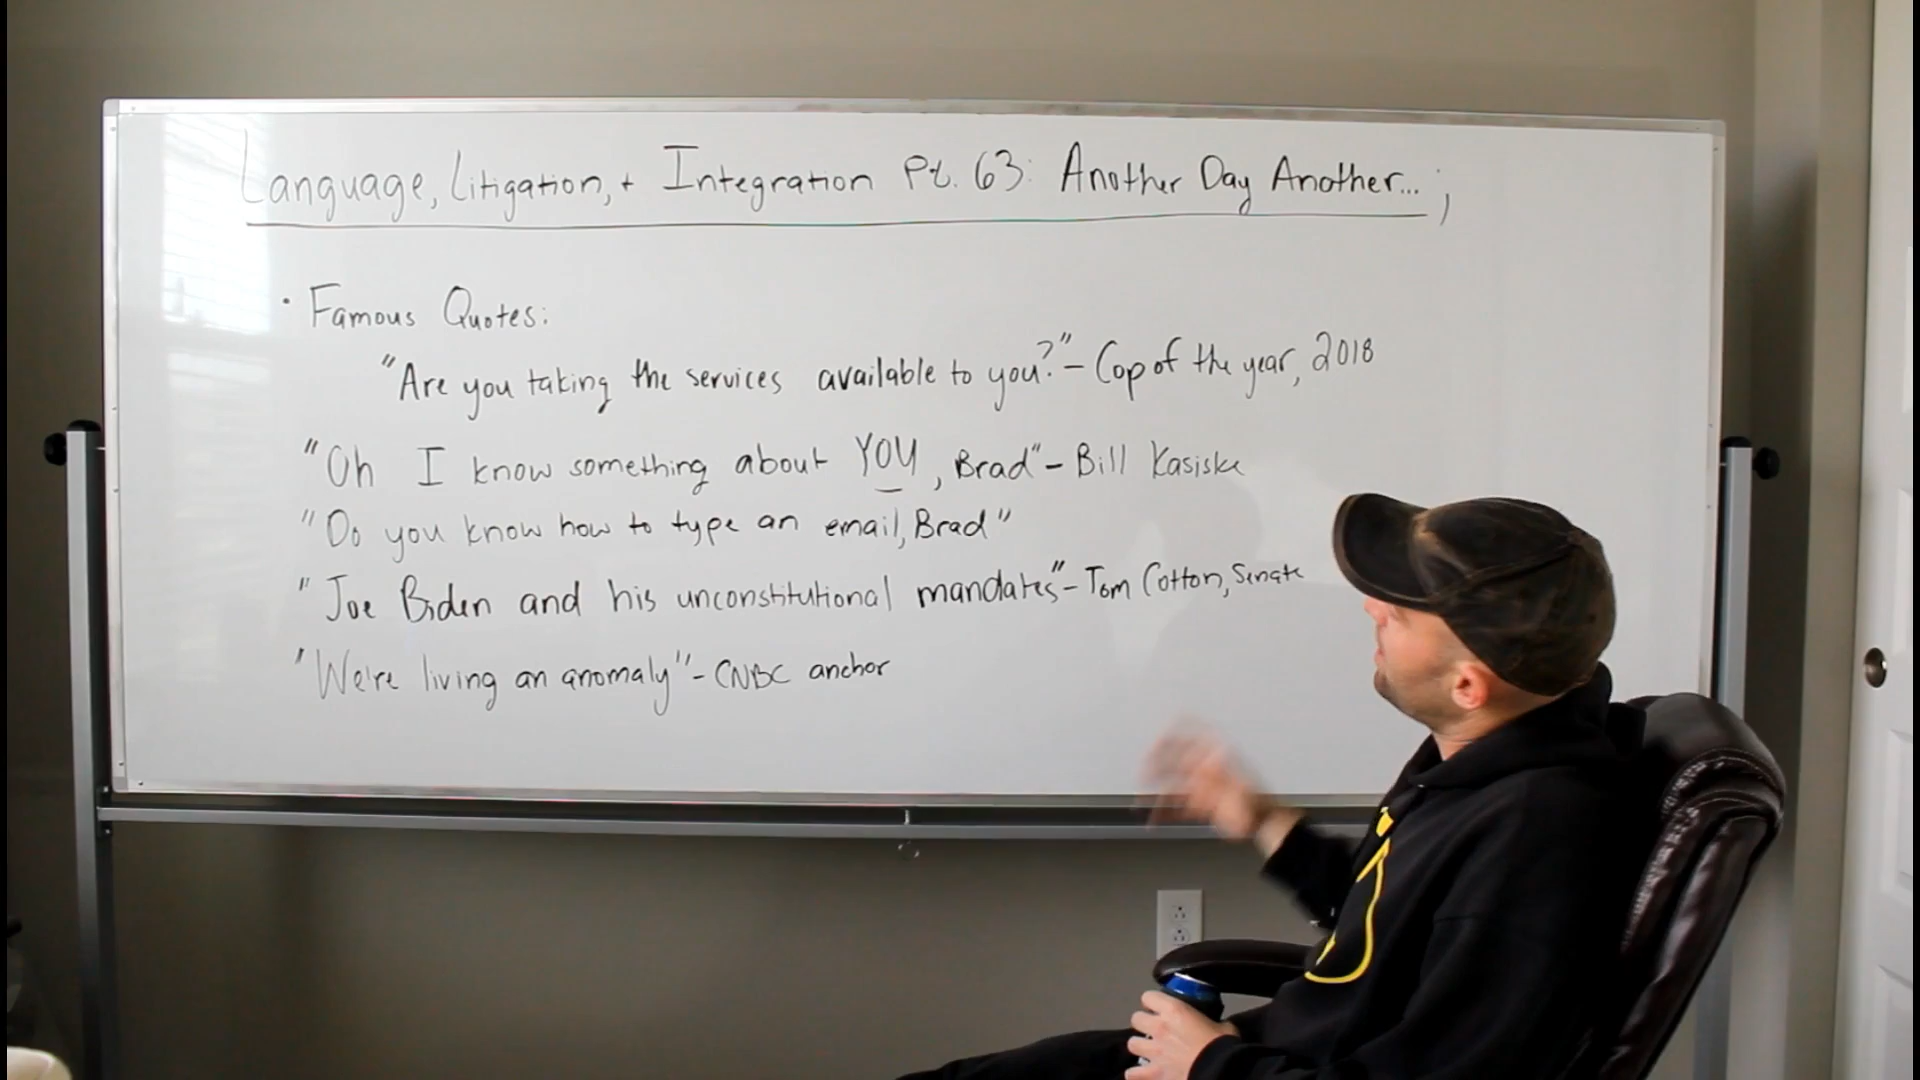 Language, Litigation, + Integration Pt. 63: Another Day Another... ;
• Famous Quotes:
"Are you taking the services available to you?" - Cop of the year, 2018
"Oh I know something about YOU, Brad" - Bill Kasiske
"Do you know how to type an email, Brad"
"Joe Biden and his unconstitutional mandates" - Tom Cotton, Senate
"We're living an anomaly" - CNBC anchor